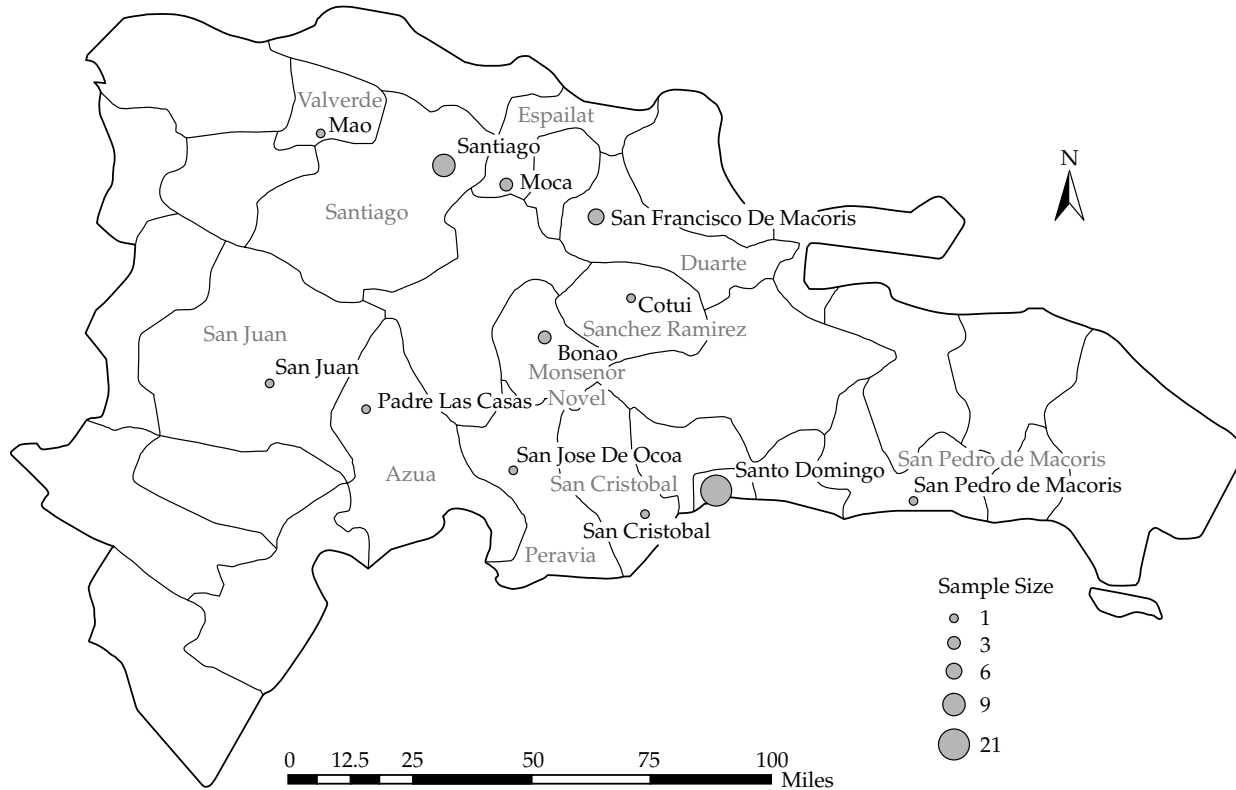 Valverde
Mao
Espailat
Santiago
Moca
N
Santiago
San Francisco De Macoris
Duarte
Cotui
San Juan
Sanchez Ramirez
Bonao
San Juan
Monsenor
Novel
Padre Las Casas
San Jose De Ocoa
Santo Domingo
San Pedro de Macoris
Azua
San Cristobal
San Pedro de Macoris
San Cristobal
Peravia
Sample Size
1
3
6
9
21
0 12.5 25 50 75 100
Miles